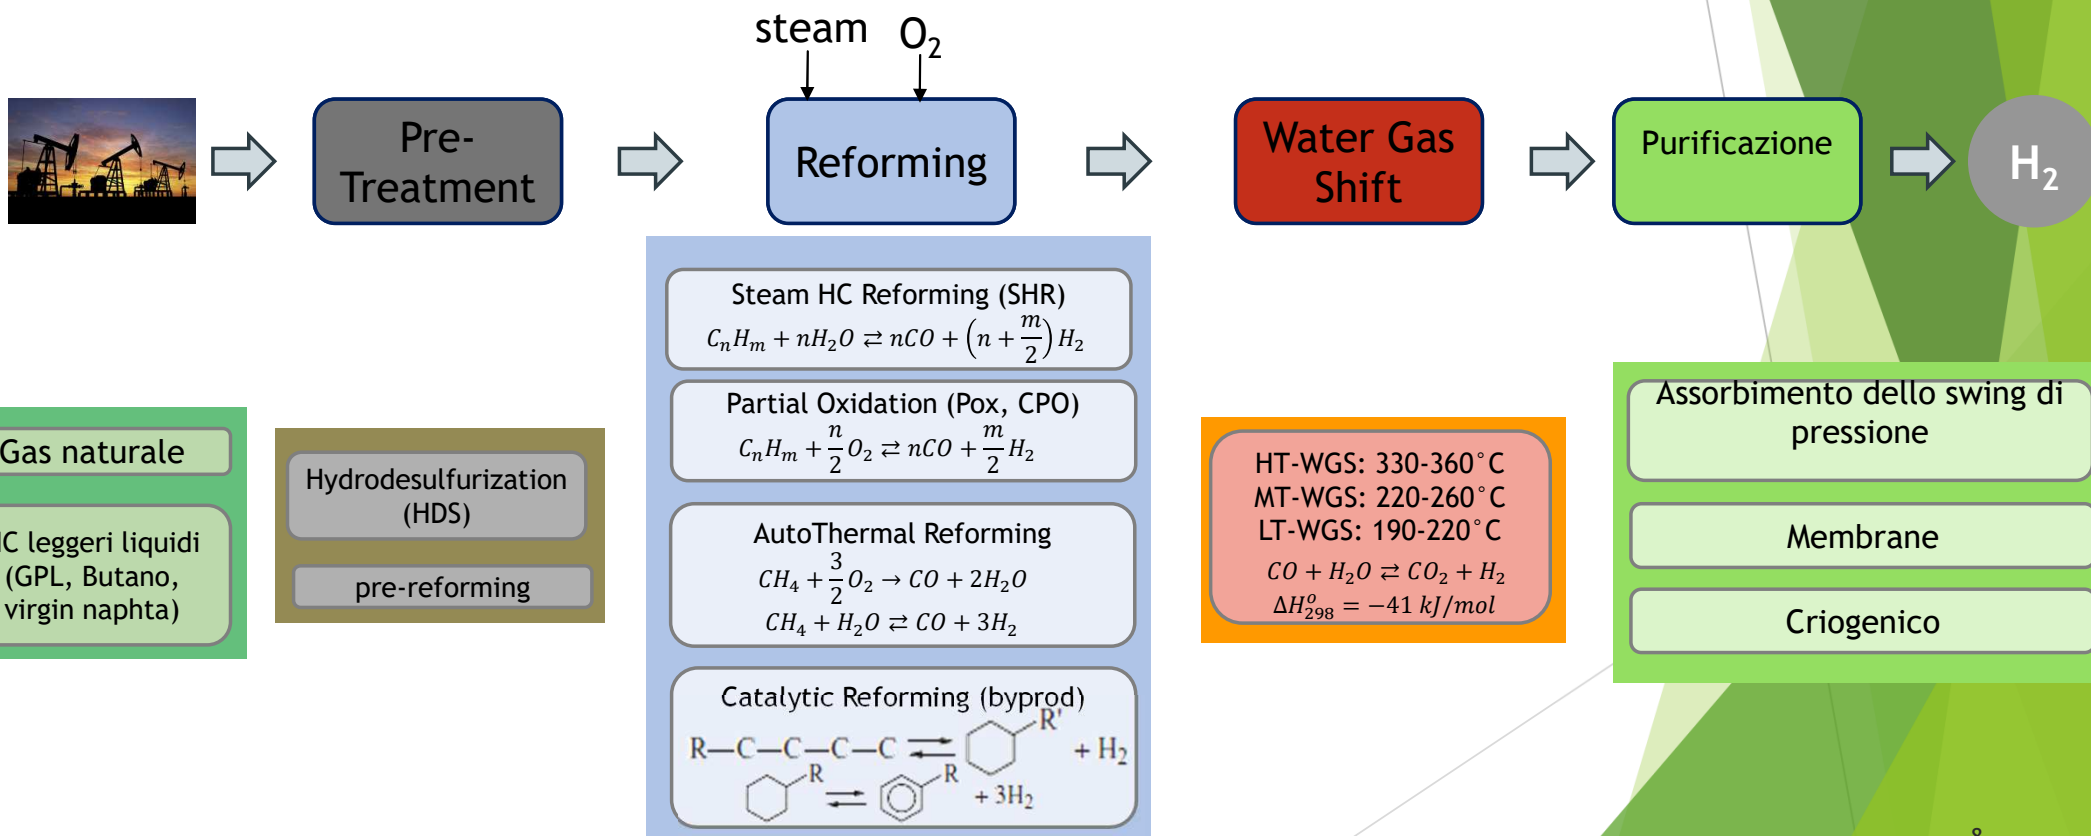 steam O₂
Pre-
Treatment
Reforming
Water Gas
Shift
Purificazione
H₂
Gas naturale
HC leggeri liquidi
(GPL, Butano,
virgin naphta)
Hydrodesulfurization
(HDS)
pre-reforming
Steam HC Reforming (SHR)
CₙHₘ + nH₂O ⇄ nCO + (n + m/2) H₂
Partial Oxidation (Pox, CPO)
CₙHₘ + n/2 O₂ ⇄ nCO + m/2 H₂
AutoThermal Reforming
CH₄ + 3/2 O₂ → CO + 2H₂O
CH₄ + H₂O ⇄ CO + 3H₂
Catalytic Reforming (byprod)
R—C—C—C—C ⇄ R' + H₂
R ⇄ R + 3H₂
HT-WGS: 330-360°C
MT-WGS: 220-260°C
LT-WGS: 190-220°C
CO + H₂O ⇄ CO₂ + H₂
ΔH°₂₉₈ = −41 kJ/mol
Assorbimento dello swing di
pressione
Membrane
Criogenico